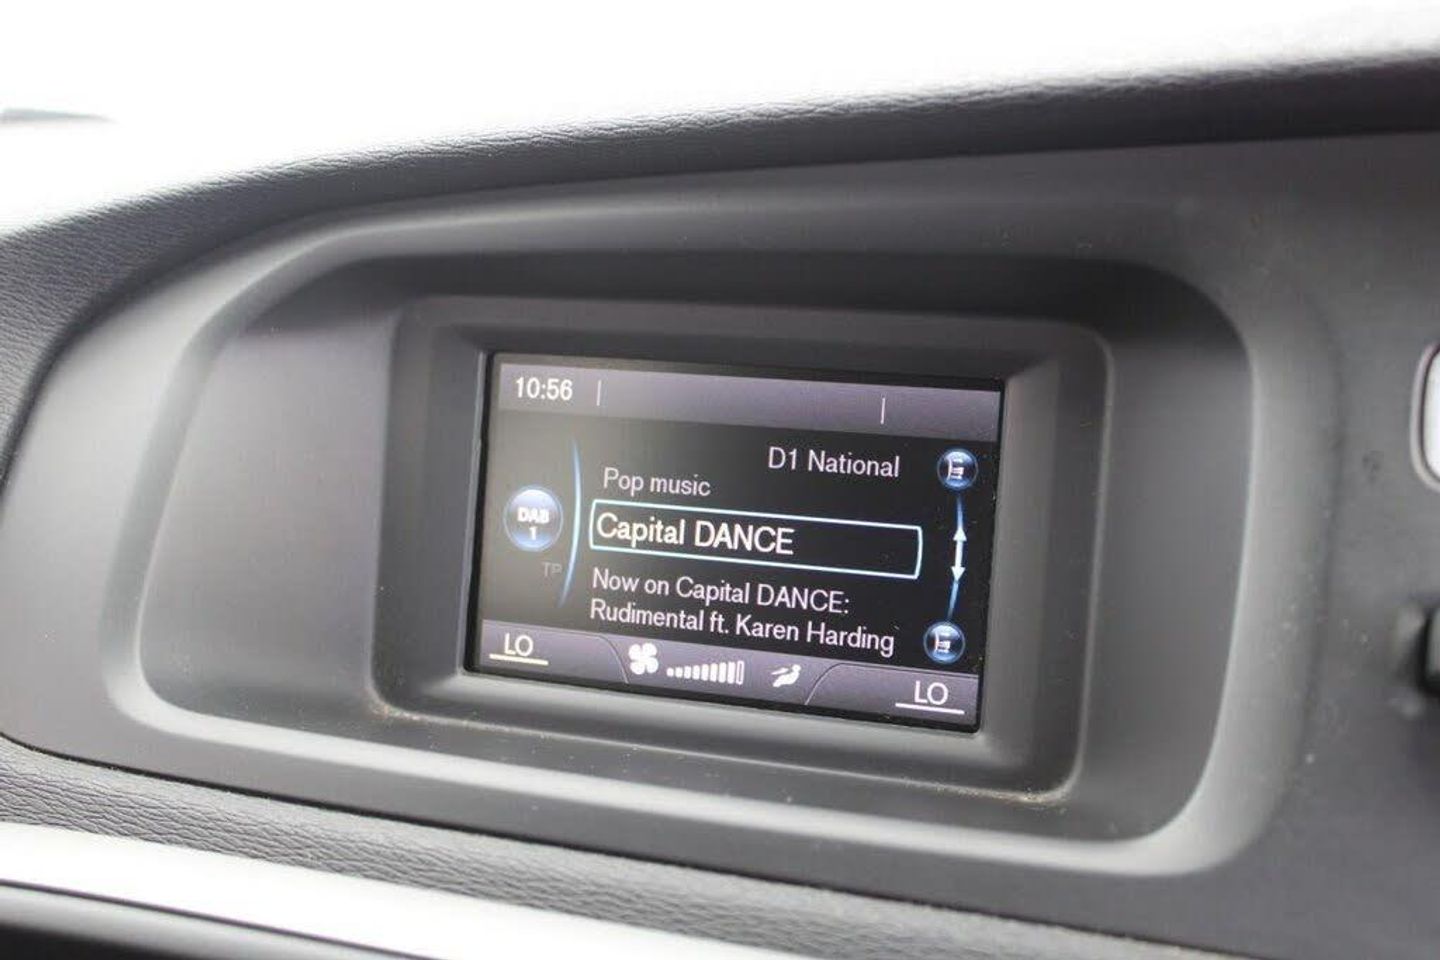 10:56
D1 National
Pop music
DAB
1
Capital DANCE
TP
Now on Capital DANCE:
Rudimental ft. Karen Harding
LO
LO